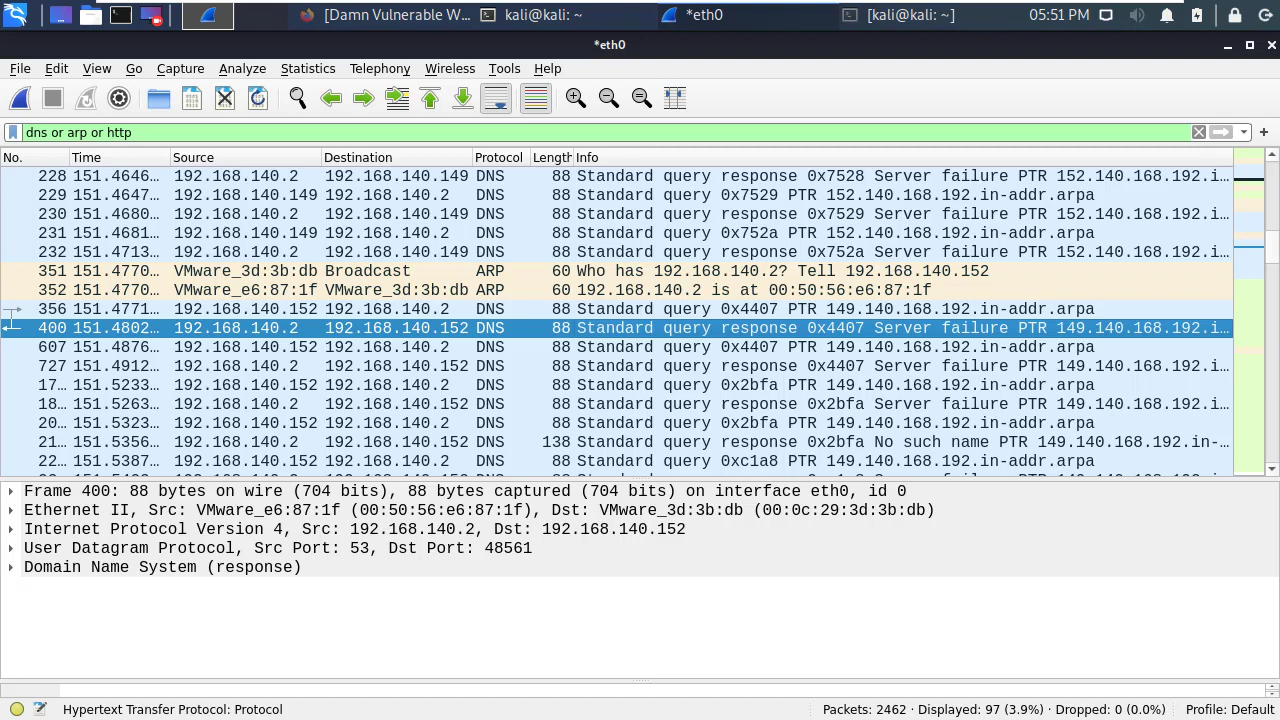 [Damn Vulnerable W... kali@kali: ~ *eth0 [kali@kali: ~] 05:51 PM
*eth0
File Edit View Go Capture Analyze Statistics Telephony Wireless Tools Help
dns or arp or http
No. Time Source Destination Protocol Length Info
228 151.4646… 192.168.140.2 192.168.140.149 DNS 88 Standard query response 0x7528 Server failure PTR 152.140.168.192.i…
229 151.4647… 192.168.140.149 192.168.140.2 DNS 88 Standard query 0x7529 PTR 152.140.168.192.in-addr.arpa
230 151.4680… 192.168.140.2 192.168.140.149 DNS 88 Standard query response 0x7529 Server failure PTR 152.140.168.192.i…
231 151.4681… 192.168.140.149 192.168.140.2 DNS 88 Standard query 0x752a PTR 152.140.168.192.in-addr.arpa
232 151.4713… 192.168.140.2 192.168.140.149 DNS 88 Standard query response 0x752a Server failure PTR 152.140.168.192.i…
351 151.4770… VMware_3d:3b:db Broadcast ARP 60 Who has 192.168.140.2? Tell 192.168.140.152
352 151.4770… VMware_e6:87:1f VMware_3d:3b:db ARP 60 192.168.140.2 is at 00:50:56:e6:87:1f
356 151.4771… 192.168.140.152 192.168.140.2 DNS 88 Standard query 0x4407 PTR 149.140.168.192.in-addr.arpa
400 151.4802… 192.168.140.2 192.168.140.152 DNS 88 Standard query response 0x4407 Server failure PTR 149.140.168.192.i…
607 151.4876… 192.168.140.152 192.168.140.2 DNS 88 Standard query 0x4407 PTR 149.140.168.192.in-addr.arpa
727 151.4912… 192.168.140.2 192.168.140.152 DNS 88 Standard query response 0x4407 Server failure PTR 149.140.168.192.i…
17… 151.5233… 192.168.140.152 192.168.140.2 DNS 88 Standard query 0x2bfa PTR 149.140.168.192.in-addr.arpa
18… 151.5263… 192.168.140.2 192.168.140.152 DNS 88 Standard query response 0x2bfa Server failure PTR 149.140.168.192.i…
20… 151.5323… 192.168.140.152 192.168.140.2 DNS 88 Standard query 0x2bfa PTR 149.140.168.192.in-addr.arpa
21… 151.5356… 192.168.140.2 192.168.140.152 DNS 138 Standard query response 0x2bfa No such name PTR 149.140.168.192.in-…
22… 151.5387… 192.168.140.152 192.168.140.2 DNS 88 Standard query 0xc1a8 PTR 149.140.168.192.in-addr.arpa
Frame 400: 88 bytes on wire (704 bits), 88 bytes captured (704 bits) on interface eth0, id 0
Ethernet II, Src: VMware_e6:87:1f (00:50:56:e6:87:1f), Dst: VMware_3d:3b:db (00:0c:29:3d:3b:db)
Internet Protocol Version 4, Src: 192.168.140.2, Dst: 192.168.140.152
User Datagram Protocol, Src Port: 53, Dst Port: 48561
Domain Name System (response)
Hypertext Transfer Protocol: Protocol Packets: 2462 · Displayed: 97 (3.9%) · Dropped: 0 (0.0%) Profile: Default